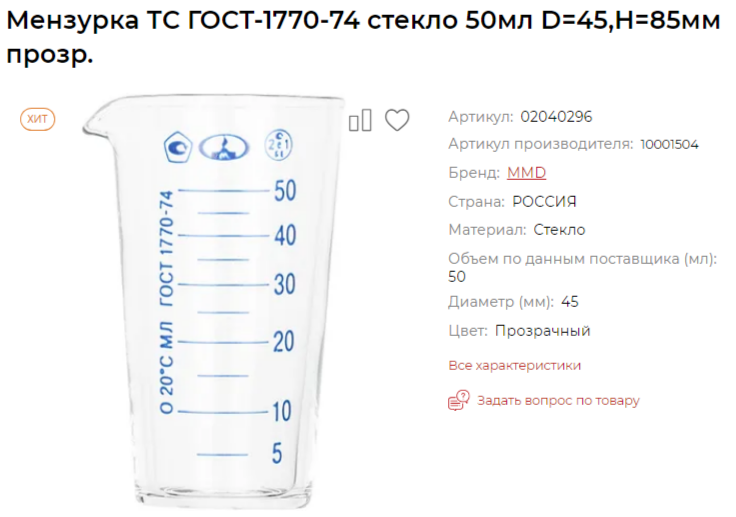 Мензурка ТС ГОСТ-1770-74 стекло 50мл D=45,H=85мм
прозр.
ХИТ
Артикул: 02040296
Артикул производителя: 10001504
Бренд: MMD
Страна: РОССИЯ
Материал: Стекло
Объем по данным поставщика (мл):
50
Диаметр (мм): 45
Цвет: Прозрачный
Все характеристики
Задать вопрос по товару
50
40
30
20
10
5
О 20°С МЛ ГОСТ 1770-74